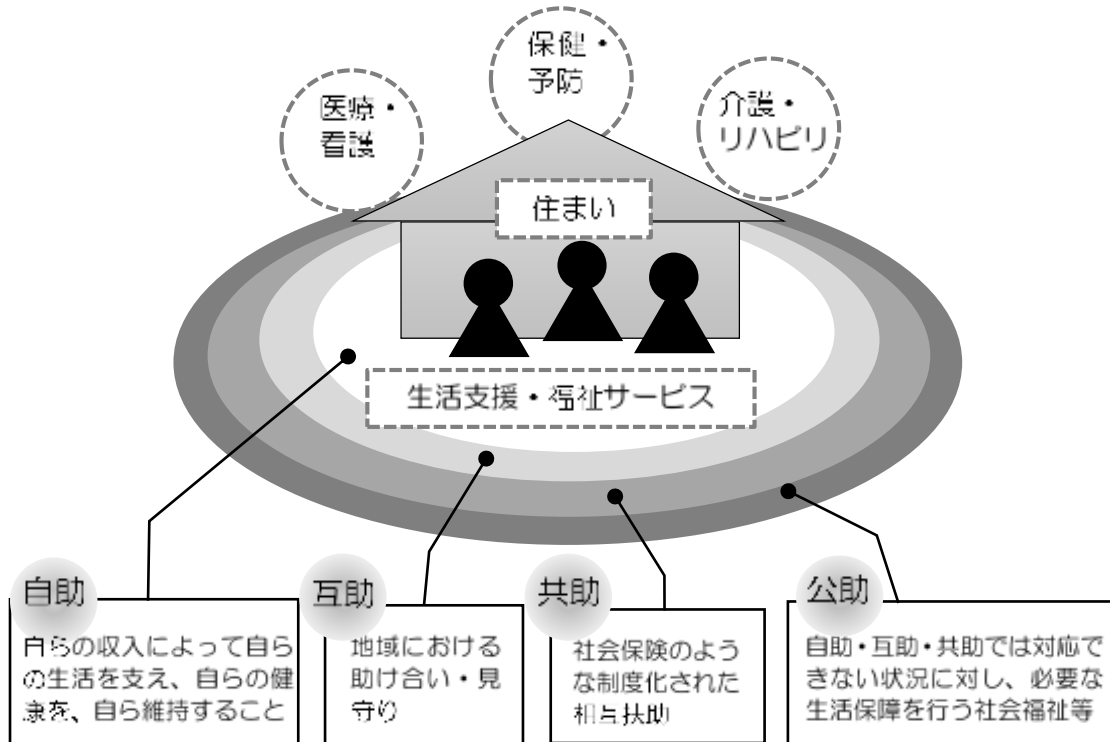 保健・
予防
医療・
看護
介護・
リハビリ
住まい
生活支援・福祉サービス
自助
自らの収入によって自ら
の生活を支え、自らの健
康を、自ら維持すること
互助
地域における
助け合い・見
守り
共助
社会保険のよう
な制度化された
相互扶助
公助
自助・互助・共助では対応で
きない状況に対し、必要な
生活保障を行う社会福祉等